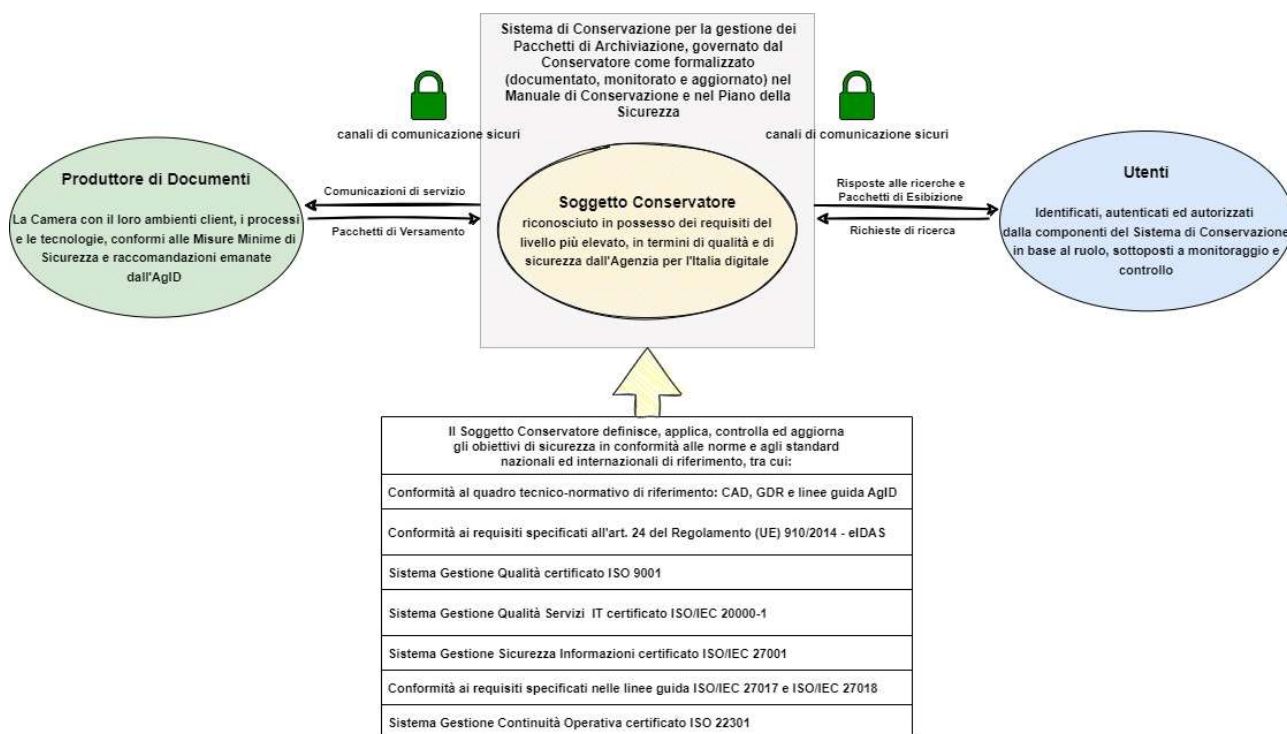 Sistema di Conservazione per la gestione dei
Pacchetti di Archiviazione, governato dal
Conservatore come formalizzato
(documentato, monitorato e aggiornato) nel
Manuale di Conservazione e nel Piano della
Sicurezza
canali di comunicazione sicuri
canali di comunicazione sicuri
Produttore di Documenti
La Camera con il loro ambienti client, i processi
e le tecnologie, conformi alle Misure Minime di
Sicurezza e raccomandazioni emanate
dall'AgID
Comunicazioni di servizio
Pacchetti di Versamento
Soggetto Conservatore
riconosciuto in possesso dei requisiti del
livello più elevato, in termini di qualità e di
sicurezza dall'Agenzia per l'Italia digitale
Risposte alle ricerche e
Pacchetti di Esibizione
Richieste di ricerca
Utenti
Identificati, autenticati ed autorizzati
dalla componenti del Sistema di Conservazione
in base al ruolo, sottoposti a monitoraggio e
controllo
Il Soggetto Conservatore definisce, applica, controlla ed aggiorna
gli obiettivi di sicurezza in conformità alle norme e agli standard
nazionali ed internazionali di riferimento, tra cui:
Conformità al quadro tecnico-normativo di riferimento: CAD, GDR e linee guida AgID
Conformità ai requisiti specificati all'art. 24 del Regolamento (UE) 910/2014 - eIDAS
Sistema Gestione Qualità certificato ISO 9001
Sistema Gestione Qualità Servizi IT certificato ISO/IEC 20000-1
Sistema Gestione Sicurezza Informazioni certificato ISO/IEC 27001
Conformità ai requisiti specificati nelle linee guida ISO/IEC 27017 e ISO/IEC 27018
Sistema Gestione Continuità Operativa certificato ISO 22301